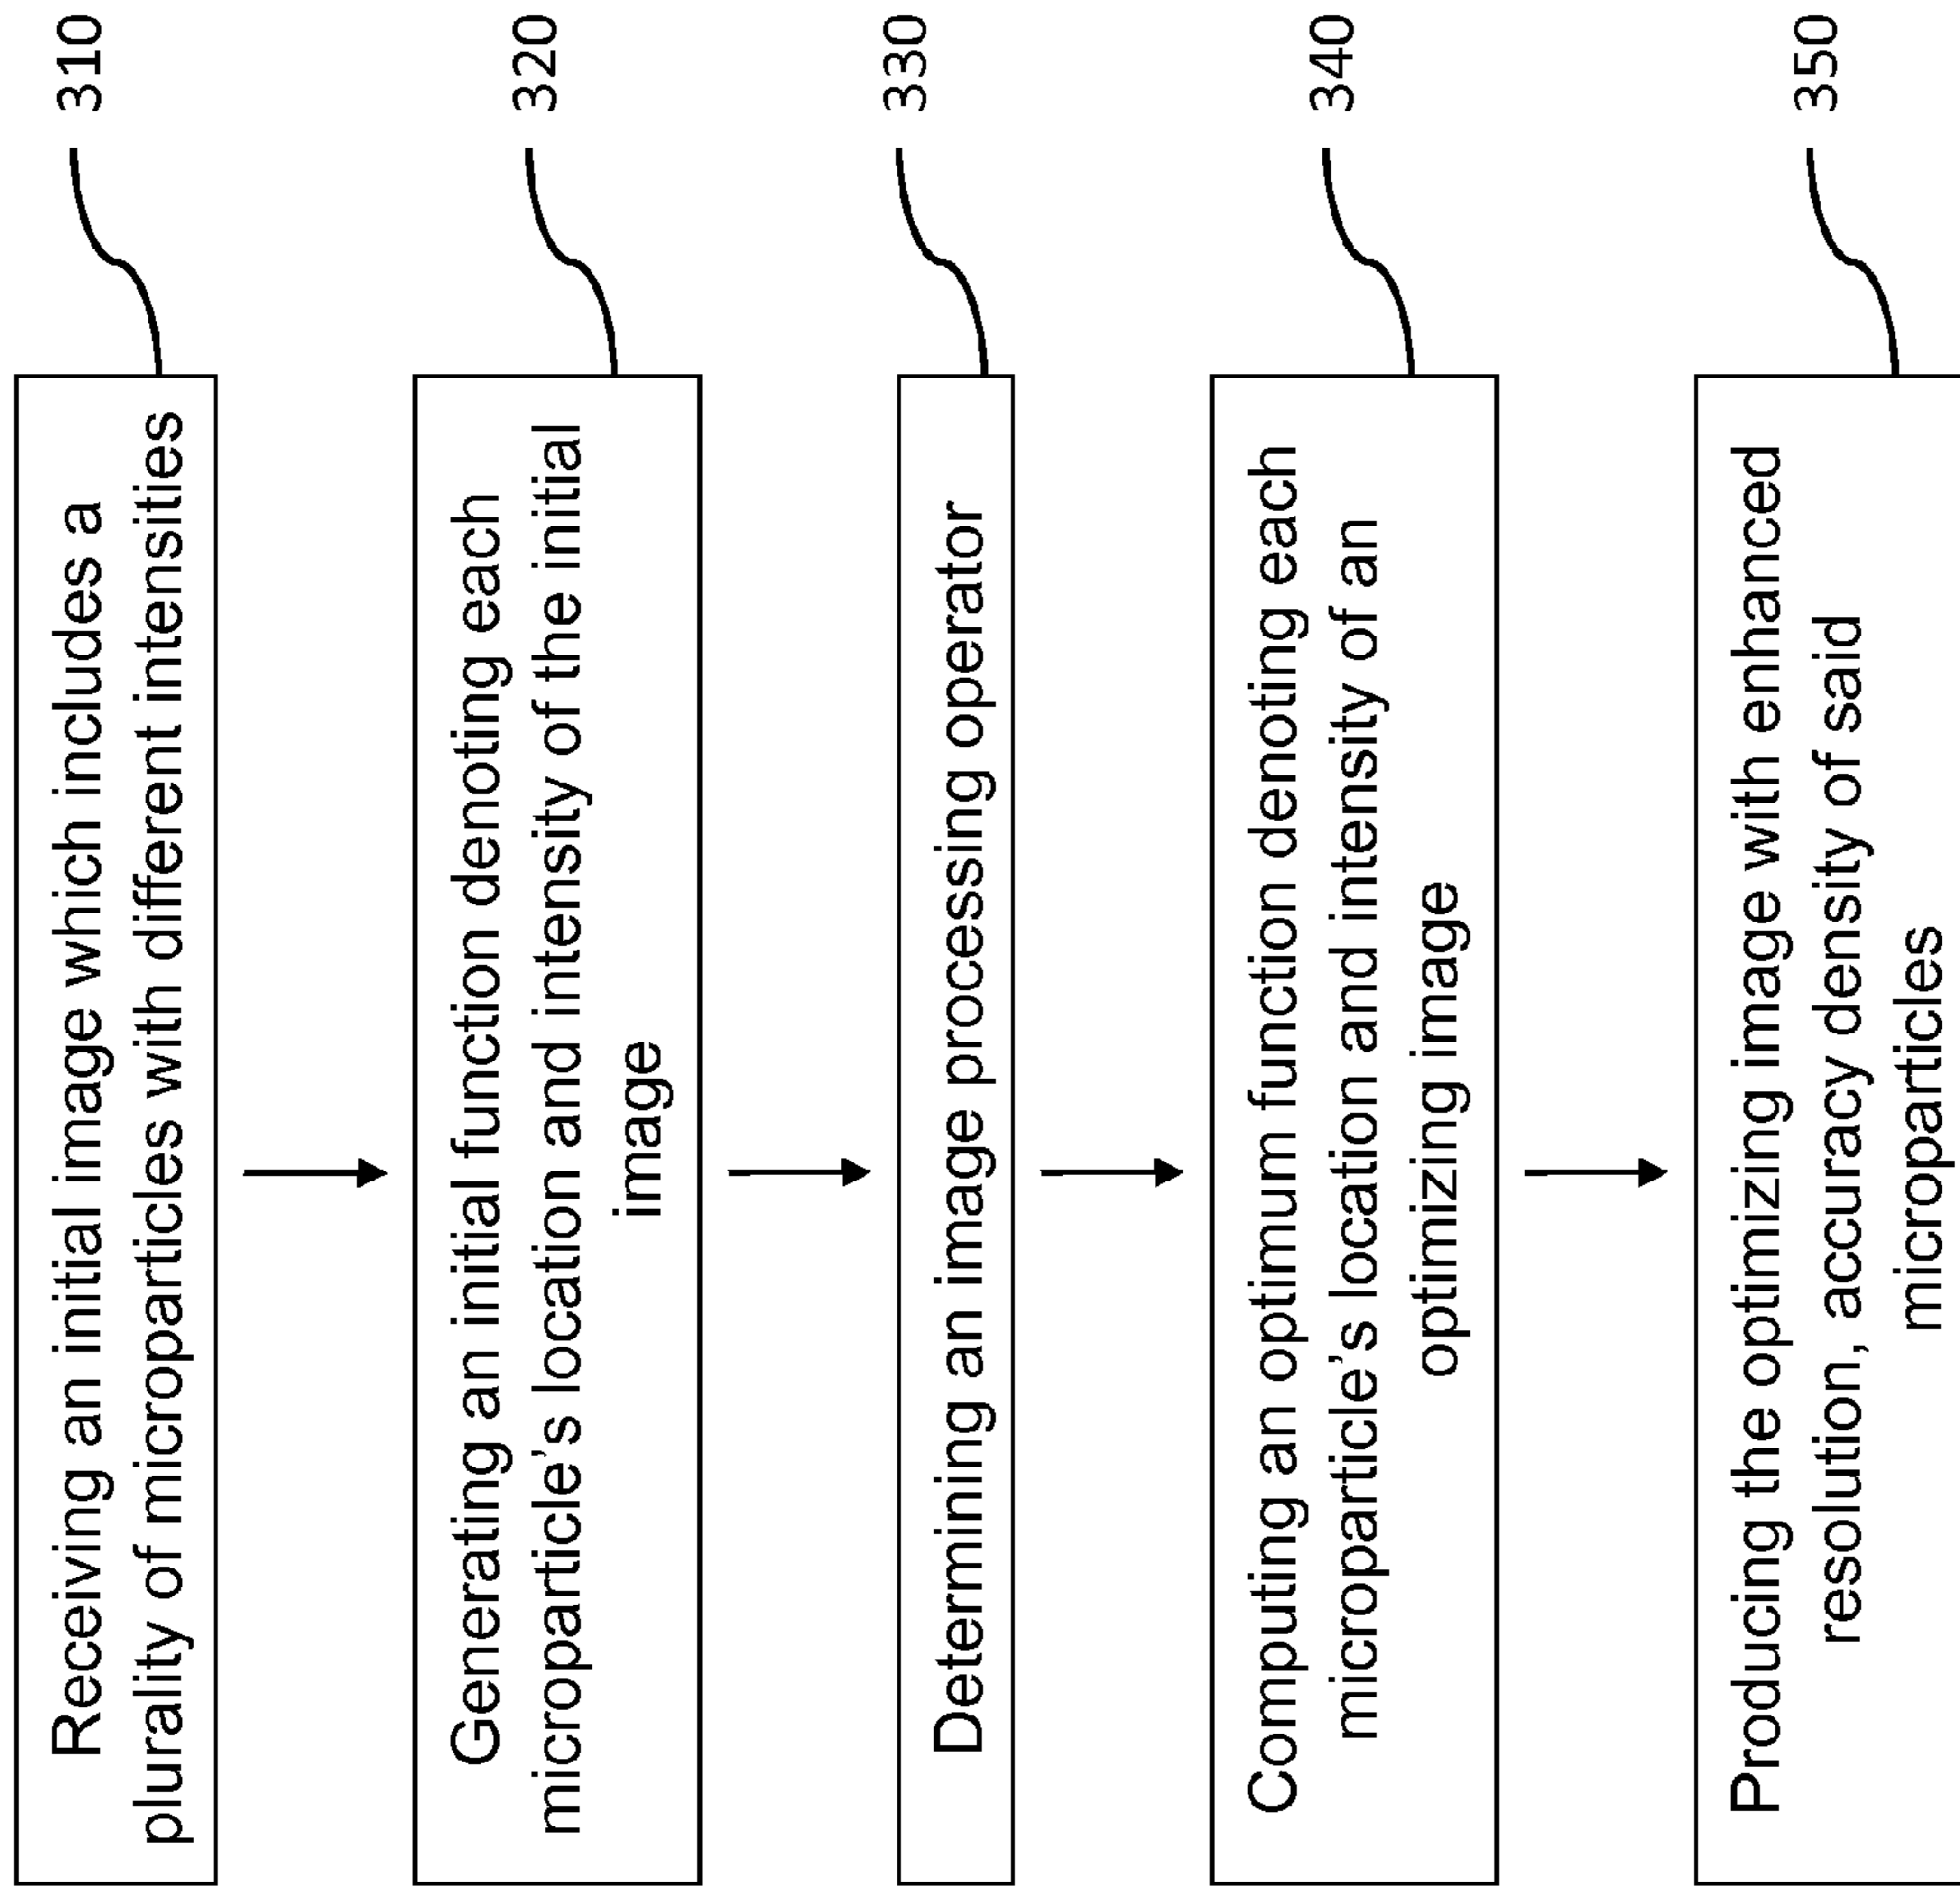 Receiving an initial image which includes a
plurality of microparticles with different intensities
310
Generating an initial function denoting each
microparticle's location and intensity of the initial
image
320
Determining an image processing operator
330
Computing an optimum function denoting each
microparticle's location and intensity of an
optimizing image
340
Producing the optimizing image with enhanced
resolution, accuracy density of said
microparticles
350